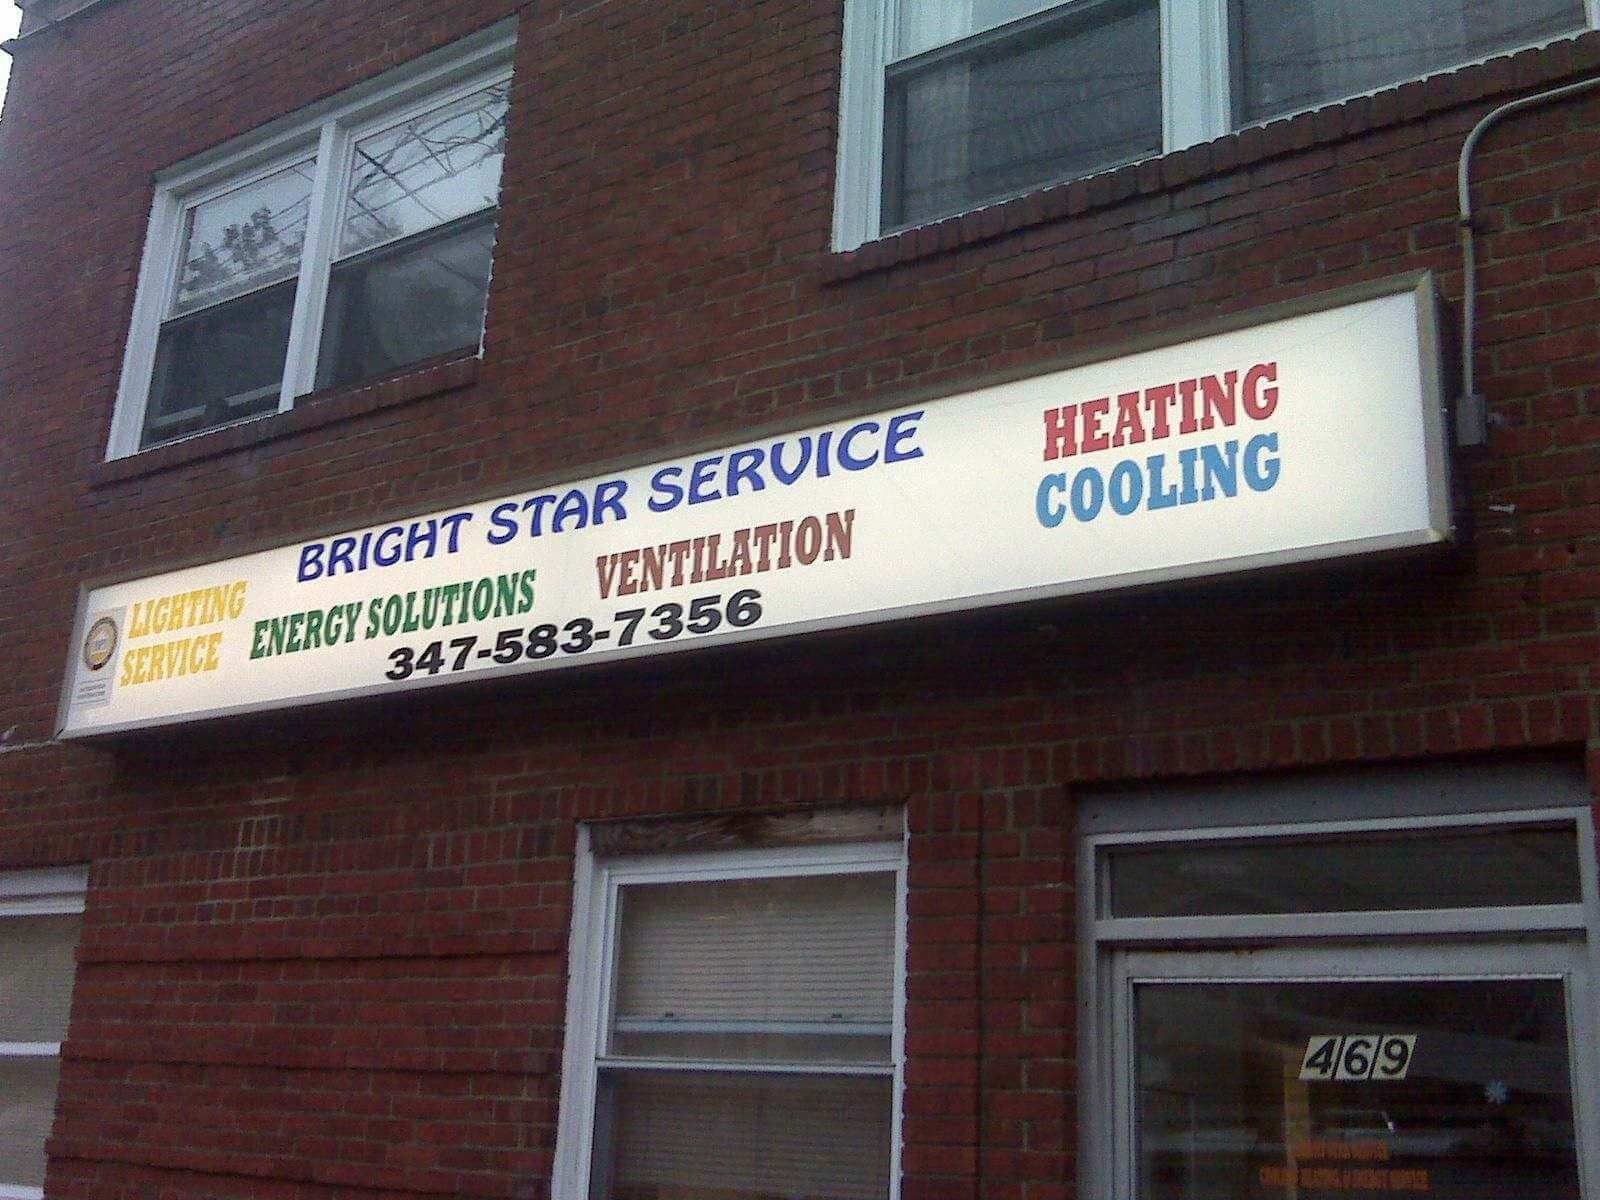 BRIGHT STAR SERVICE
HEATING
COOLING
LIGHTING
SERVICE
ENERGY SOLUTIONS
VENTILATION
347-583-7356
469